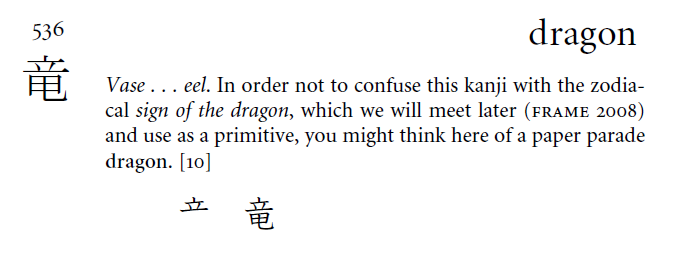 536
dragon
竜
Vase . . . eel. In order not to confuse this kanji with the zodia-
cal sign of the dragon, which we will meet later (FRAME 2008)
and use as a primitive, you might think here of a paper parade
dragon. [10]
立 竜